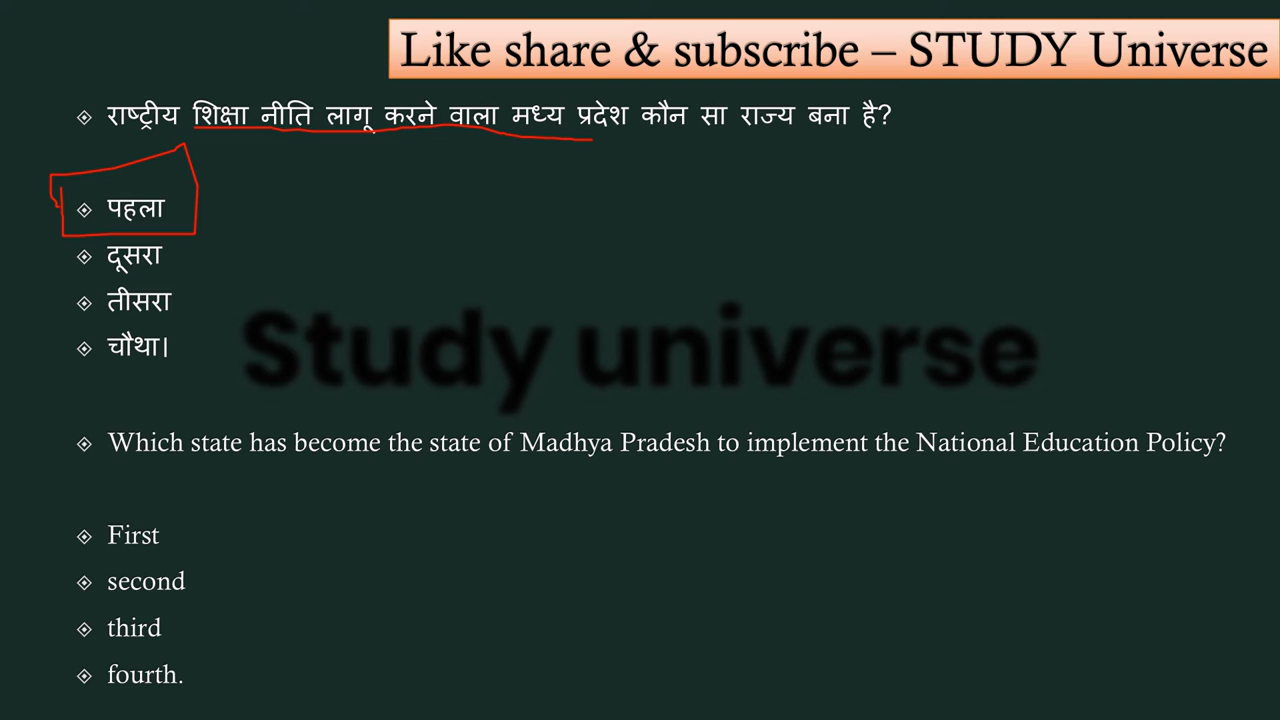 Like share & subscribe – STUDY Universe
राष्ट्रीय शिक्षा नीति लागू करने वाला मध्य प्रदेश कौन सा राज्य बना है?
पहला
दूसरा
तीसरा
चौथा।
Study universe
Which state has become the state of Madhya Pradesh to implement the National Education Policy?
First
second
third
fourth.